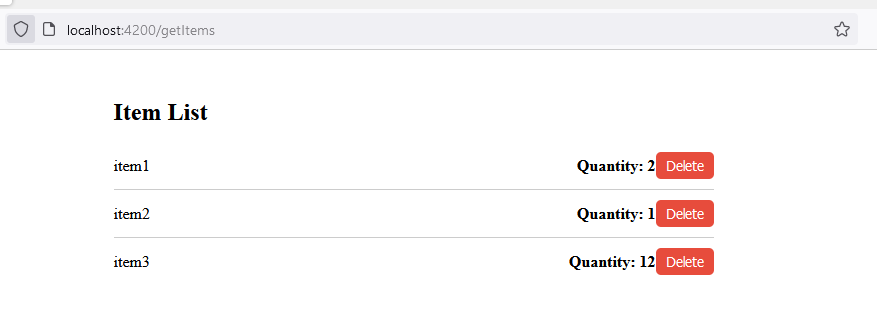 localhost:4200/getItems
Item List
item1 Quantity: 2 Delete
item2 Quantity: 1 Delete
item3 Quantity: 12 Delete